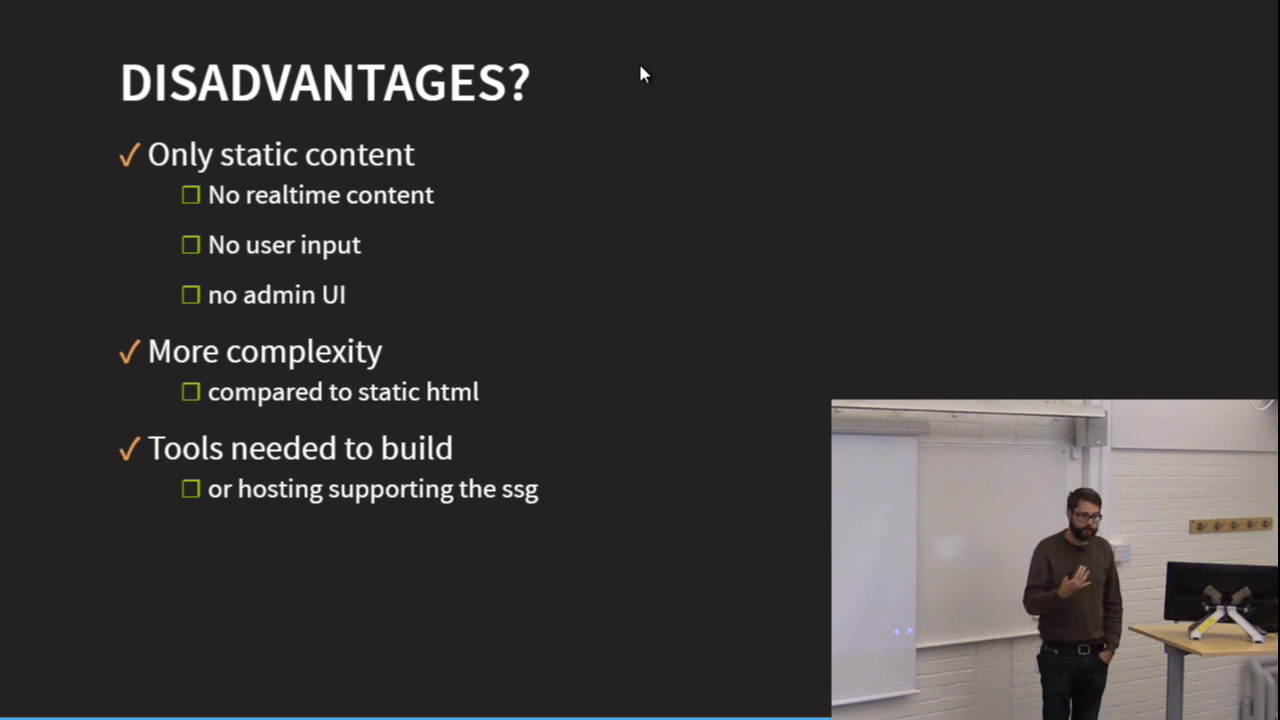 DISADVANTAGES?
✓ Only static content
❐ No realtime content
❐ No user input
❐ no admin UI
✓ More complexity
❐ compared to static html
✓ Tools needed to build
❐ or hosting supporting the ssg